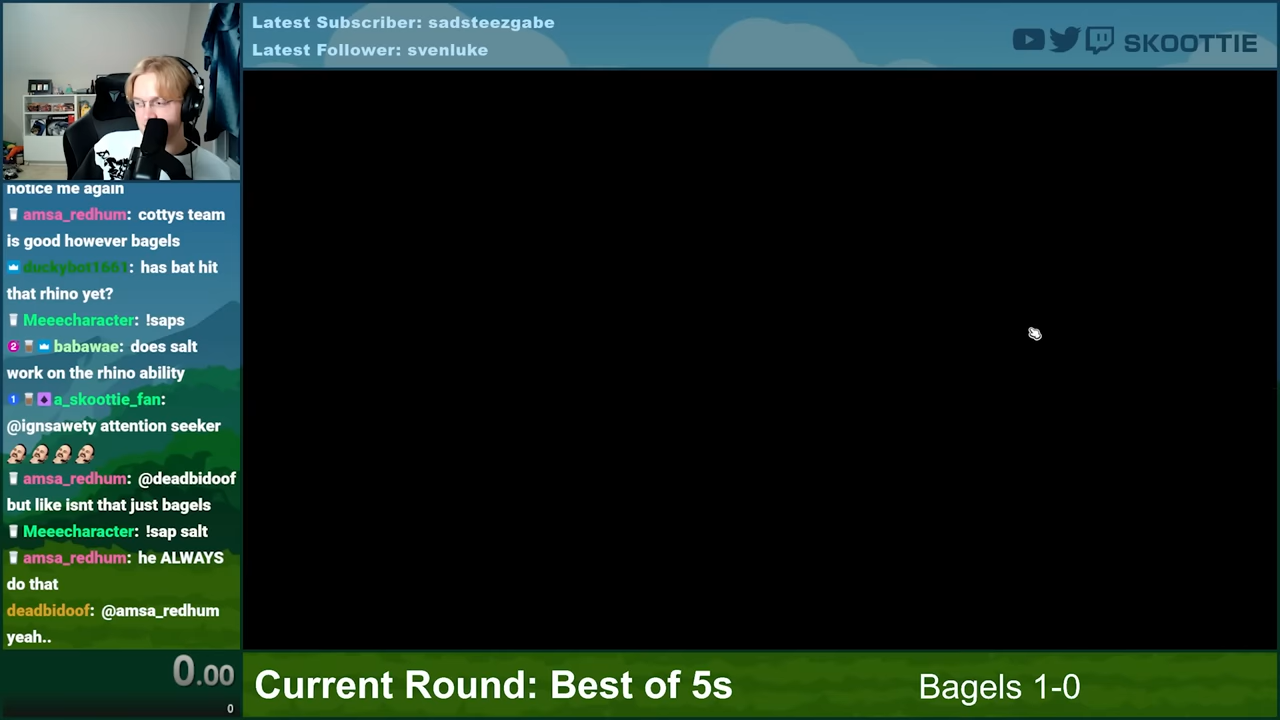 Latest Subscriber: sadsteezgabe
Latest Follower: svenluke
SKOOTTIE
notice me again
amsa_redhum: cottys team
is good however bagels
duckybot1661: has bat hit
that rhino yet?
Meeecharacter: !saps
2 babawae: does salt
work on the rhino ability
1 a_skoottie_fan:
@ignsawety attention seeker
amsa_redhum: @deadbidoof
but like isnt that just bagels
Meeecharacter: !sap salt
amsa_redhum: he ALWAYS
do that
deadbidoof: @amsa_redhum
yeah..
0.00
0
Current Round: Best of 5s
Bagels 1-0